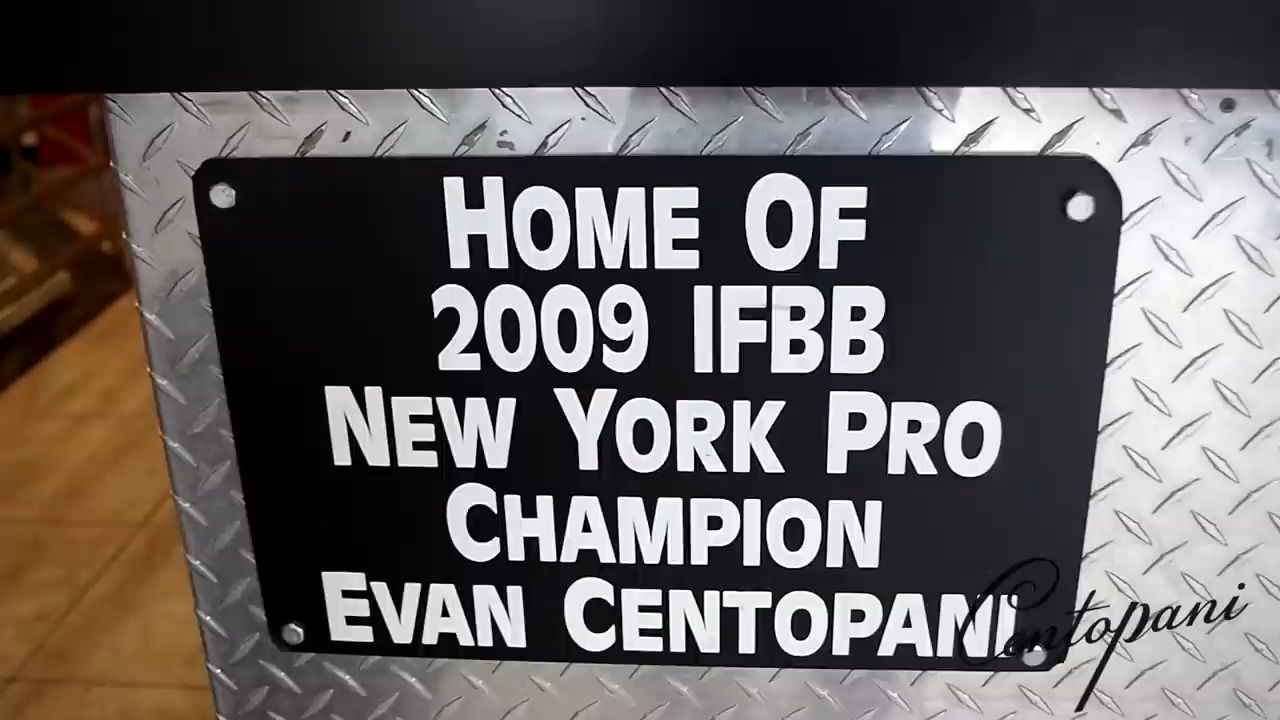 HOME OF
2009 IFBB
NEW YORK PRO
CHAMPION
EVAN CENTOPANI
Centopani